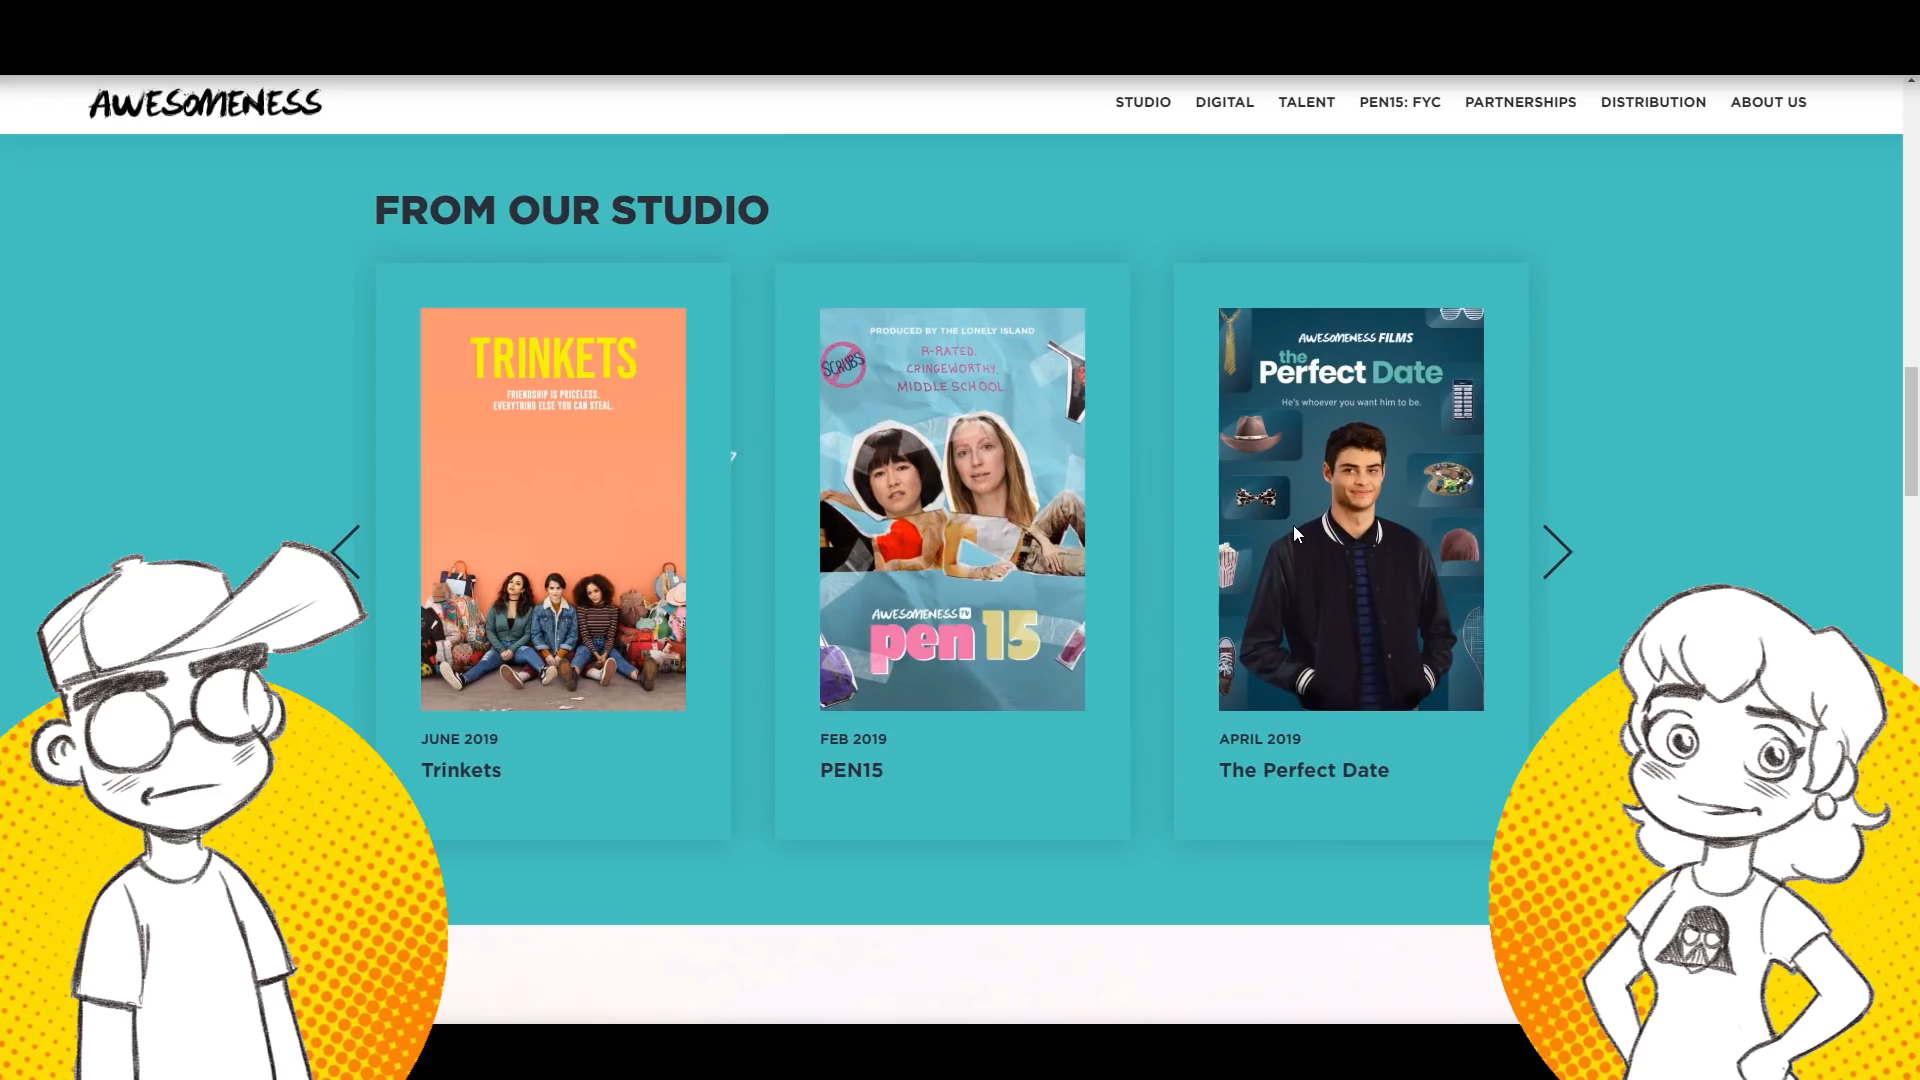 AWESOMENESS
STUDIO DIGITAL TALENT PEN15: FYC PARTNERSHIPS DISTRIBUTION ABOUT US
FROM OUR STUDIO
TRINKETS
FRIENDSHIP IS PRICELESS.
EVERYTHING ELSE YOU CAN STEAL.
JUNE 2019
Trinkets
PRODUCED BY THE LONELY ISLAND
SCRUBS
R-RATED.
CRINGEWORTHY.
MIDDLE SCHOOL.
AWESOMENESS TV
pen15
FEB 2019
PEN15
AWESOMENESS FILMS
the
Perfect Date
He's whoever you want him to be.
APRIL 2019
The Perfect Date